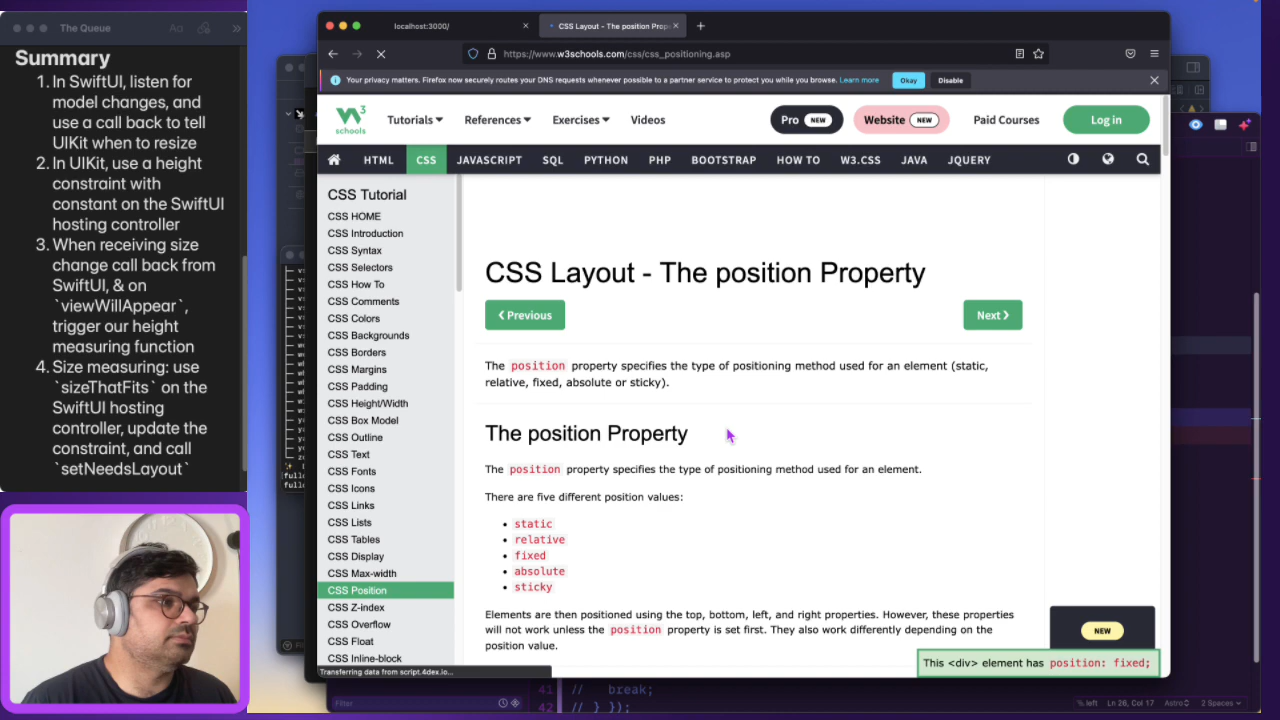 The Queue
Summary
1. In SwiftUI, listen for
model changes, and
use a call back to tell
UIKit when to resize
2. In UIKit, use a height
constraint with
constant on the SwiftUI
hosting controller
3. When receiving size
change call back from
SwiftUI, & on
`viewWillAppear`,
trigger our height
measuring function
4. Size measuring: use
`sizeThatFits` on the
SwiftUI hosting
controller, update the
constraint, and call
`setNeedsLayout`
localhost:3000/
CSS Layout - The position Prop
https://www.w3schools.com/css/css_positioning.asp
Your privacy matters. Firefox now securely routes your DNS requests whenever possible to a partner service to protect you while you browse. Learn more
Okay
Disable
W3
schools
Tutorials
References
Exercises
Videos
Pro NEW
Website NEW
Paid Courses
Log in
HTML CSS JAVASCRIPT SQL PYTHON PHP BOOTSTRAP HOW TO W3.CSS JAVA JQUERY
CSS Tutorial
CSS HOME
CSS Introduction
CSS Syntax
CSS Selectors
CSS How To
CSS Comments
CSS Colors
CSS Backgrounds
CSS Borders
CSS Margins
CSS Padding
CSS Height/Width
CSS Box Model
CSS Outline
CSS Text
CSS Fonts
CSS Icons
CSS Links
CSS Lists
CSS Tables
CSS Display
CSS Max-width
CSS Position
CSS Z-index
CSS Overflow
CSS Float
CSS Inline-block
CSS Layout - The position Property
❮ Previous
Next ❯
The position property specifies the type of positioning method used for an element (static,
relative, fixed, absolute or sticky).
The position Property
The position property specifies the type of positioning method used for an element.
There are five different position values:
• static
• relative
• fixed
• absolute
• sticky
Elements are then positioned using the top, bottom, left, and right properties. However, these properties
will not work unless the position property is set first. They also work differently depending on the
position value.
NEW
This <div> element has position: fixed;
Transferring data from script.4dex.io...
Filter
41 // break;
42 // } });
% left Ln 26, Col 17 Astro 2 Spaces